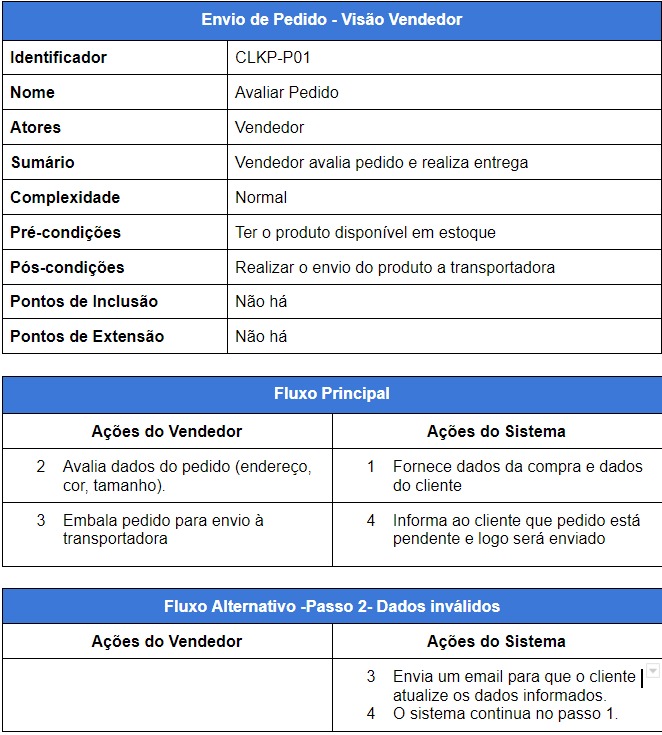 Envio de Pedido - Visão Vendedor
Identificador CLKP-P01
Nome Avaliar Pedido
Atores Vendedor
Sumário Vendedor avalia pedido e realiza entrega
Complexidade Normal
Pré-condições Ter o produto disponível em estoque
Pós-condições Realizar o envio do produto a transportadora
Pontos de Inclusão Não há
Pontos de Extensão Não há
Fluxo Principal
Ações do Vendedor Ações do Sistema
2 Avalia dados do pedido (endereço,
cor, tamanho).
1 Fornece dados da compra e dados
do cliente
3 Embala pedido para envio à
transportadora
4 Informa ao cliente que pedido está
pendente e logo será enviado
Fluxo Alternativo -Passo 2- Dados inválidos
Ações do Vendedor Ações do Sistema
3 Envia um email para que o cliente
atualize os dados informados.
4 O sistema continua no passo 1.